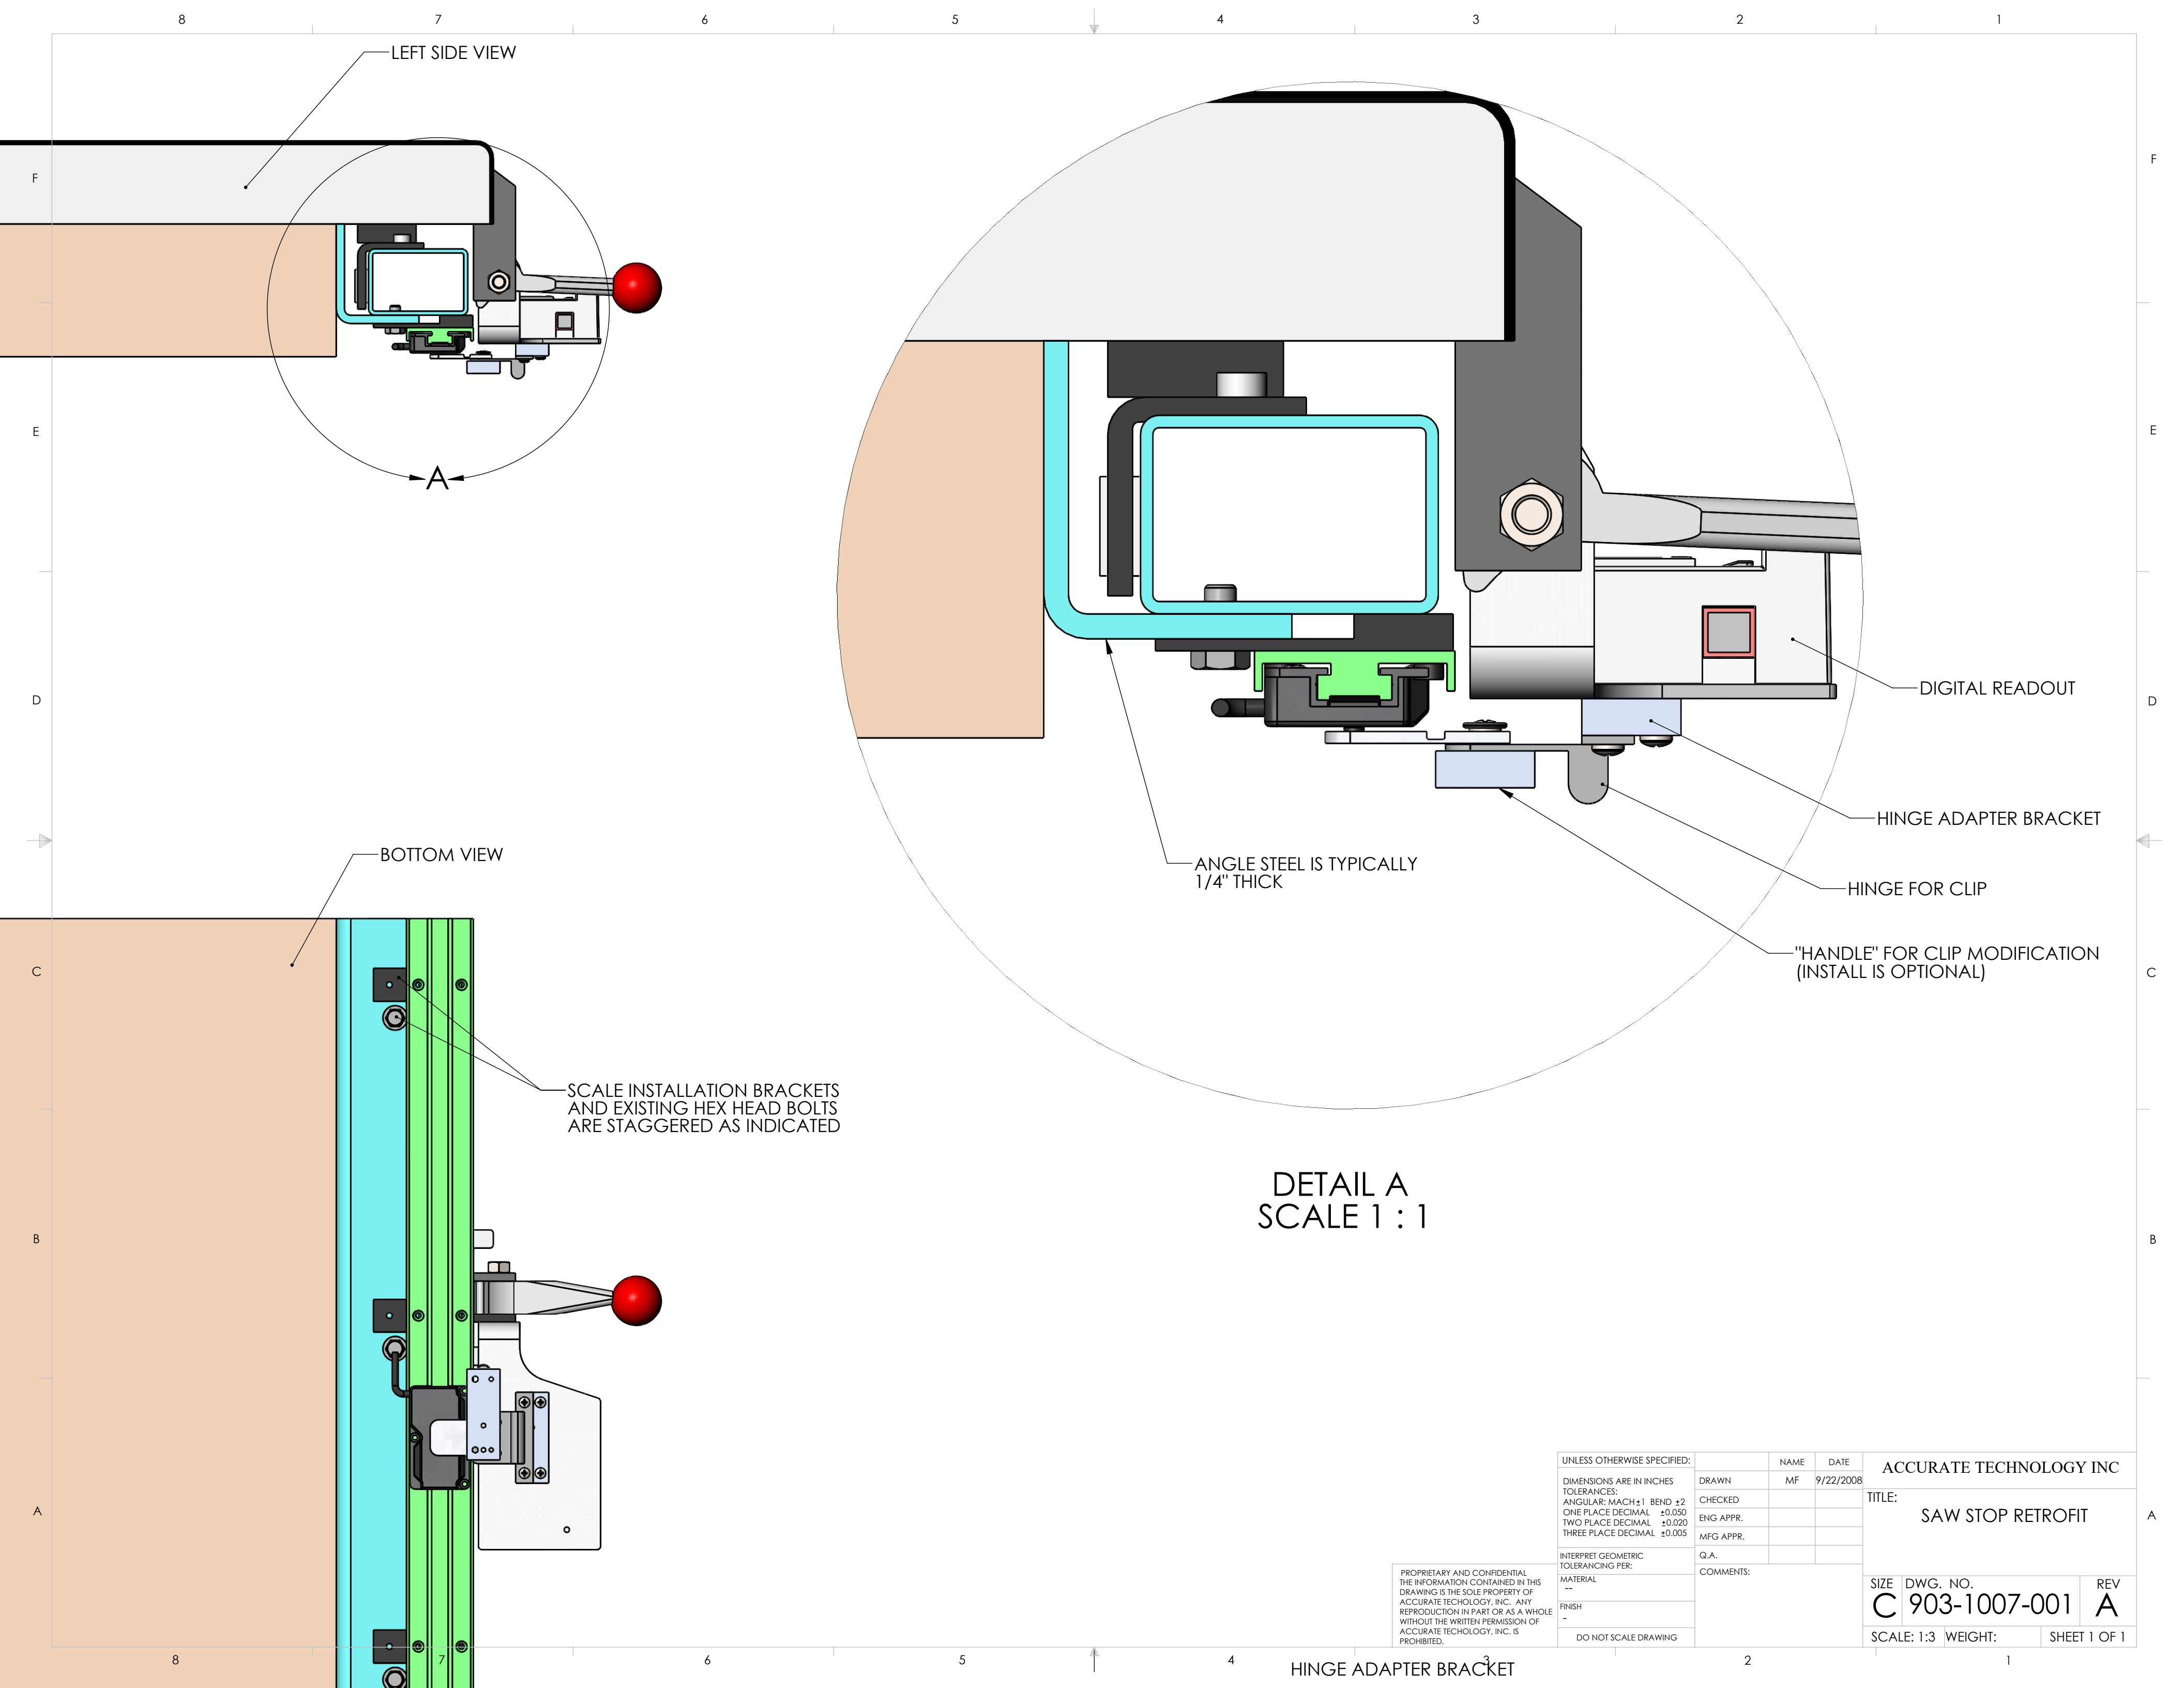 8 7 6 5 4 3 2 1
LEFT SIDE VIEW
F
F
E
E
A
D
D
DIGITAL READOUT
HINGE ADAPTER BRACKET
BOTTOM VIEW
ANGLE STEEL IS TYPICALLY
1/4" THICK
HINGE FOR CLIP
"HANDLE" FOR CLIP MODIFICATION
(INSTALL IS OPTIONAL)
C
C
SCALE INSTALLATION BRACKETS
AND EXISTING HEX HEAD BOLTS
ARE STAGGERED AS INDICATED
DETAIL A
SCALE 1 : 1
B
B
A
A
UNLESS OTHERWISE SPECIFIED:
DIMENSIONS ARE IN INCHES
TOLERANCES:
ANGULAR: MACH±1 BEND ±2
ONE PLACE DECIMAL ±0.050
TWO PLACE DECIMAL ±0.020
THREE PLACE DECIMAL ±0.005
INTERPRET GEOMETRIC
TOLERANCING PER:
MATERIAL
--
FINISH
-
DO NOT SCALE DRAWING
NAME DATE
DRAWN MF 9/22/2008
CHECKED
ENG APPR.
MFG APPR.
Q.A.
COMMENTS:
ACCURATE TECHNOLOGY INC
TITLE:
SAW STOP RETROFIT
SIZE DWG. NO. REV
C 903-1007-001 A
SCALE: 1:3 WEIGHT: SHEET 1 OF 1
PROPRIETARY AND CONFIDENTIAL
THE INFORMATION CONTAINED IN THIS
DRAWING IS THE SOLE PROPERTY OF
ACCURATE TECHOLOGY, INC. ANY
REPRODUCTION IN PART OR AS A WHOLE
WITHOUT THE WRITTEN PERMISSION OF
ACCURATE TECHOLOGY, INC. IS
PROHIBITED.
8 7 6 5 4 3 2 1
HINGE ADAPTER BRACKET